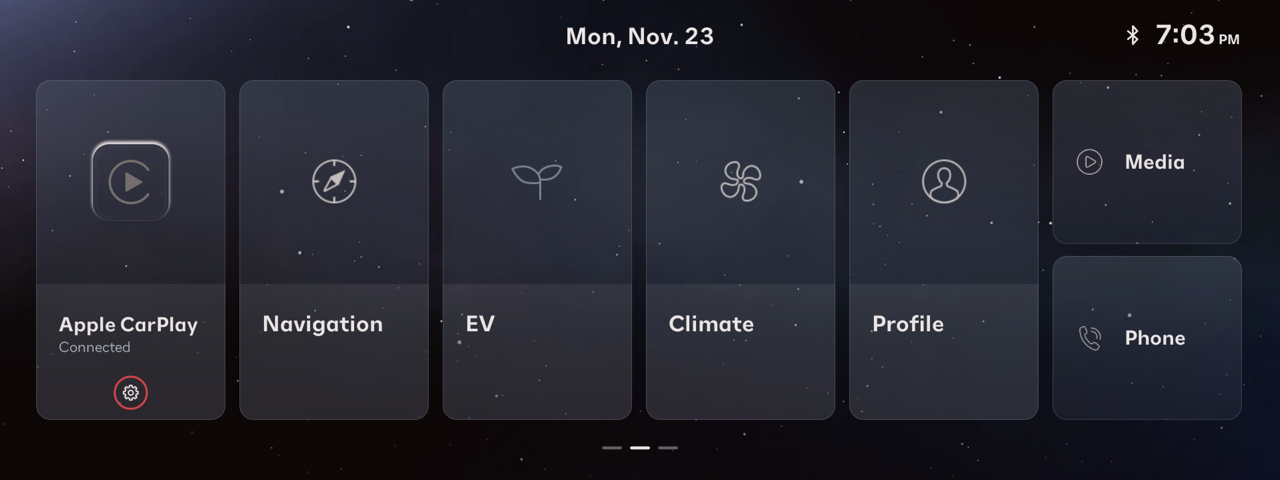 Mon, Nov. 23
7:03 PM
Apple CarPlay
Connected
Navigation
EV
Climate
Profile
Media
Phone